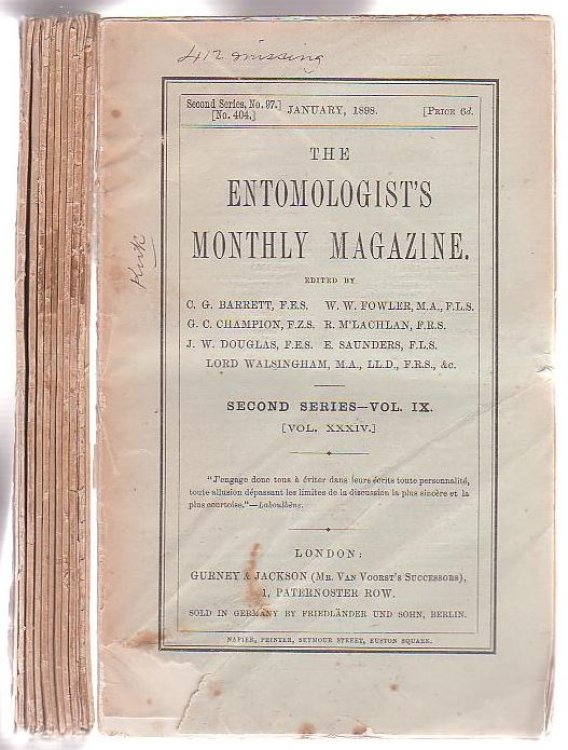 412 missing
Kirk
Second Series, No. 97.]
[No. 404.]
JANUARY, 1898.
[PRICE 6d.
THE
ENTOMOLOGIST'S
MONTHLY MAGAZINE.
EDITED BY
C. G. BARRETT, F.E.S. W. W. FOWLER, M.A., F.L.S.
G. C. CHAMPION, F.Z.S. R. M'LACHLAN, F.R.S.
J. W. DOUGLAS, F.E.S. E. SAUNDERS, F.L.S.
LORD WALSINGHAM, M.A., LL.D., F.R.S., &c.
SECOND SERIES—VOL. IX.
[VOL. XXXIV.]
"J'engage donc tous à éviter dans leurs écrits toute personnalité,
toute allusion dépassant les limites de la discussion la plus sincère et la
plus courtoise."—Laboulbène.
LONDON:
GURNEY & JACKSON (MR. VAN VOORST'S SUCCESSORS),
1, PATERNOSTER ROW.
SOLD IN GERMANY BY FRIEDLÄNDER UND SOHN, BERLIN.
NAPIER, PRINTER, SEYMOUR STREET, EUSTON SQUARE.